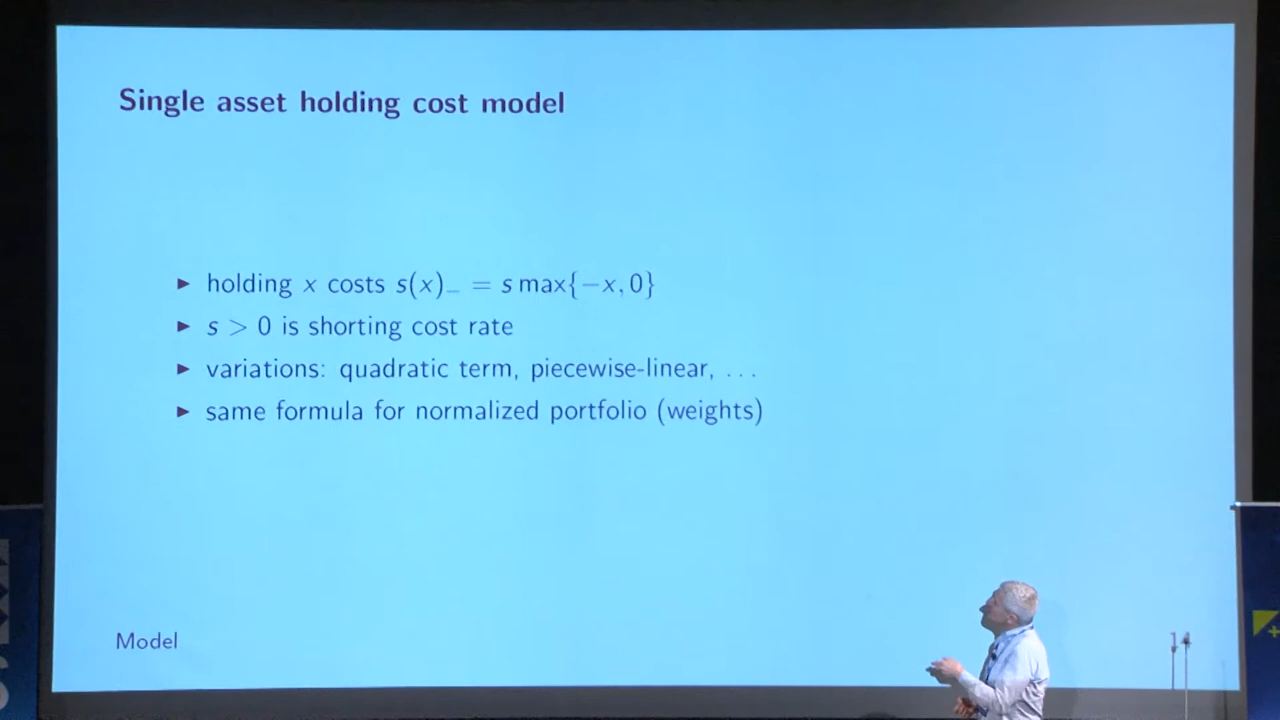 Single asset holding cost model
▶ holding x costs s(x)₋ = s max{−x, 0}
▶ s > 0 is shorting cost rate
▶ variations: quadratic term, piecewise-linear, . . .
▶ same formula for normalized portfolio (weights)
Model